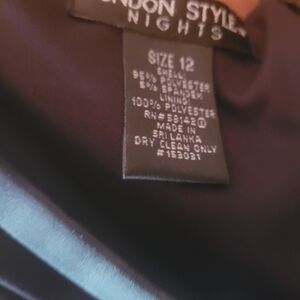 NDON STYLE
NIGHTS
SIZE 12
SHELL:
95% POLYESTER
5% SPANDEX
LINING:
100% POLYESTER
RN#59142
MADE IN
SRI LANKA
DRY CLEAN ONLY
#153031